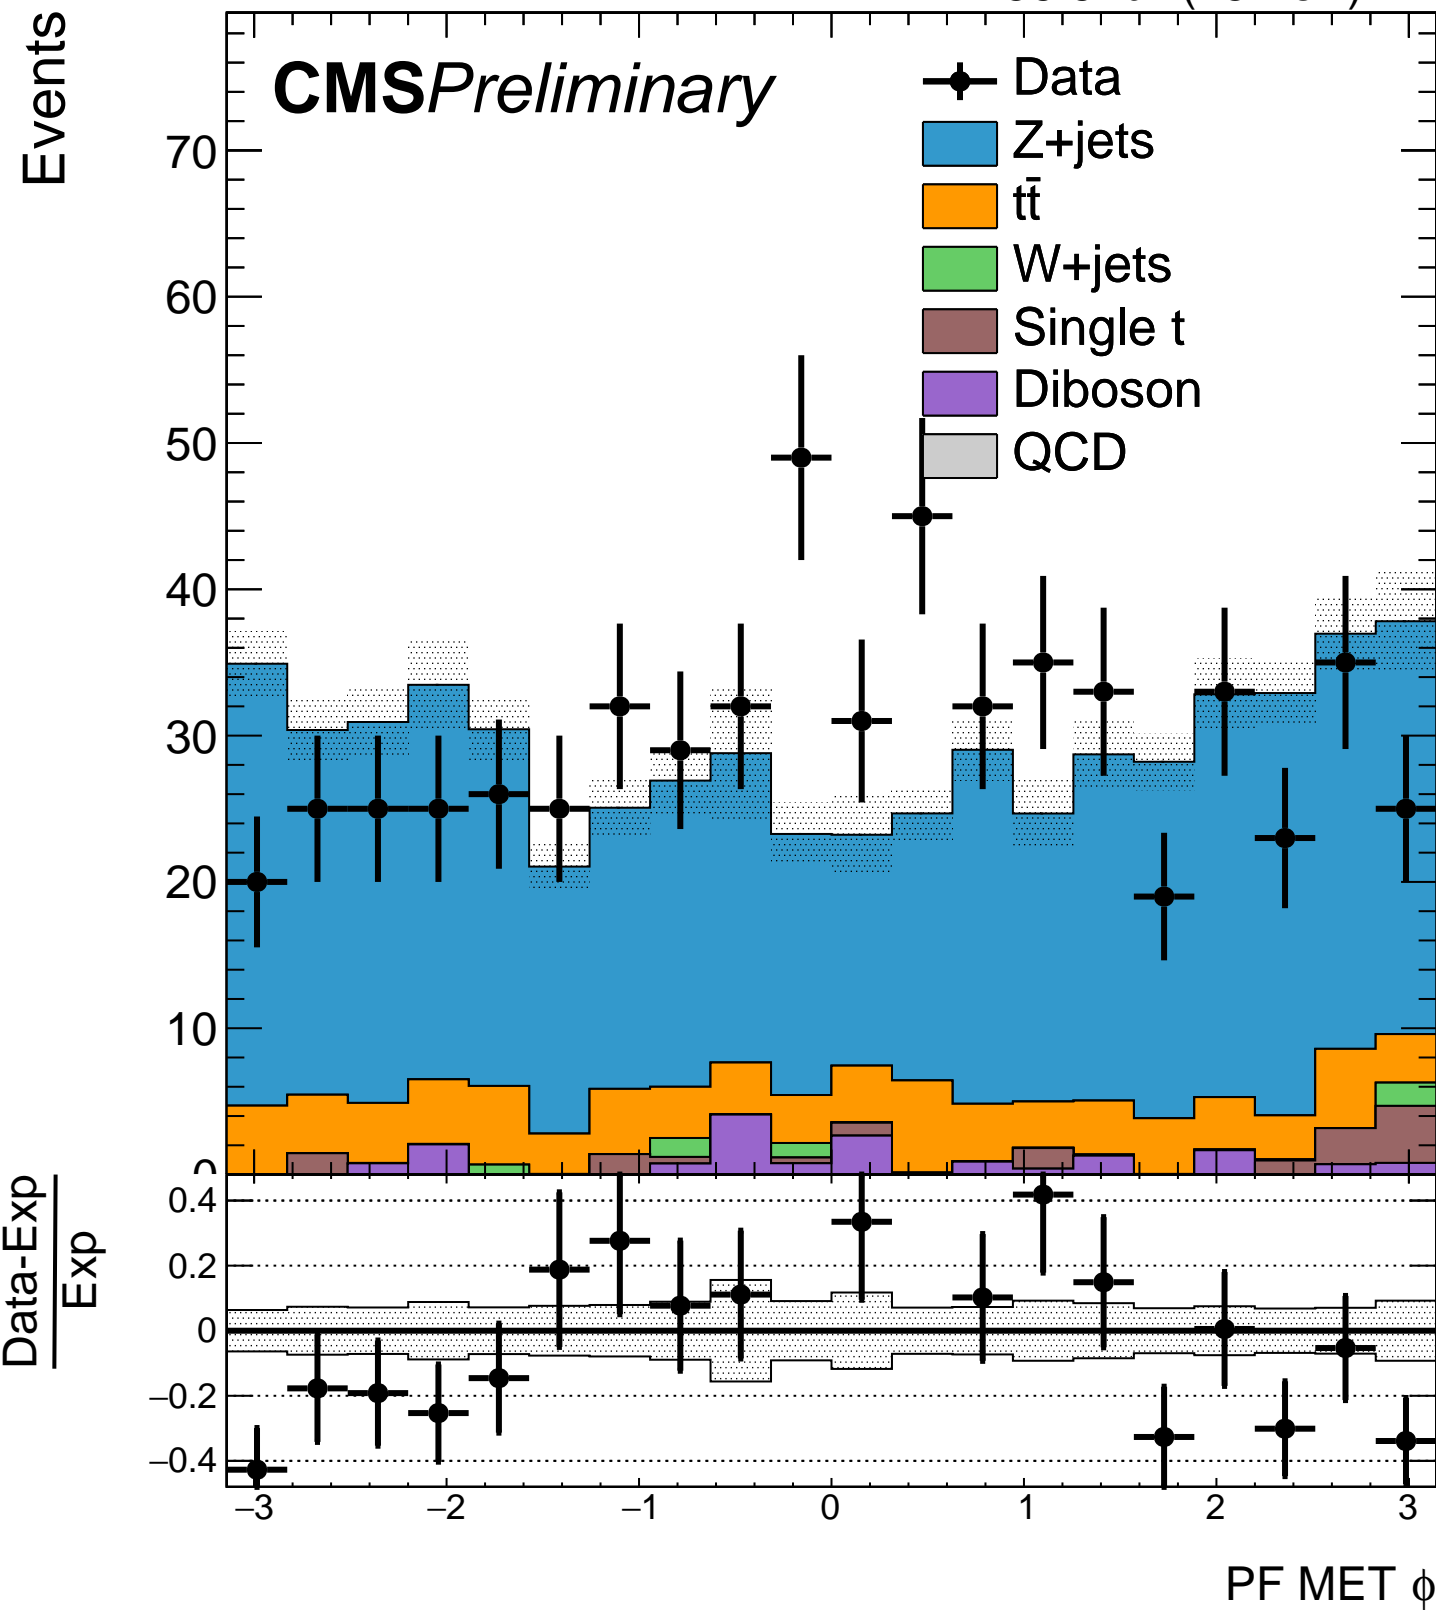 Events
CMS Preliminary
Data
Z+jets
tt̄
W+jets
Single t
Diboson
QCD
70
60
50
40
30
20
10
0
Data-Exp
Exp
0.4
0.2
0
−0.2
−0.4
−3 −2 −1 0 1 2 3
PF MET ϕ